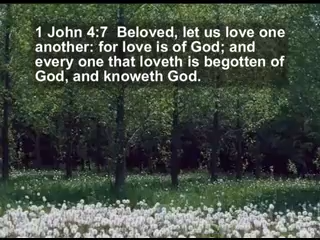 1 John 4:7  Beloved, let us love one
another: for love is of God; and
every one that loveth is begotten of
God, and knoweth God.